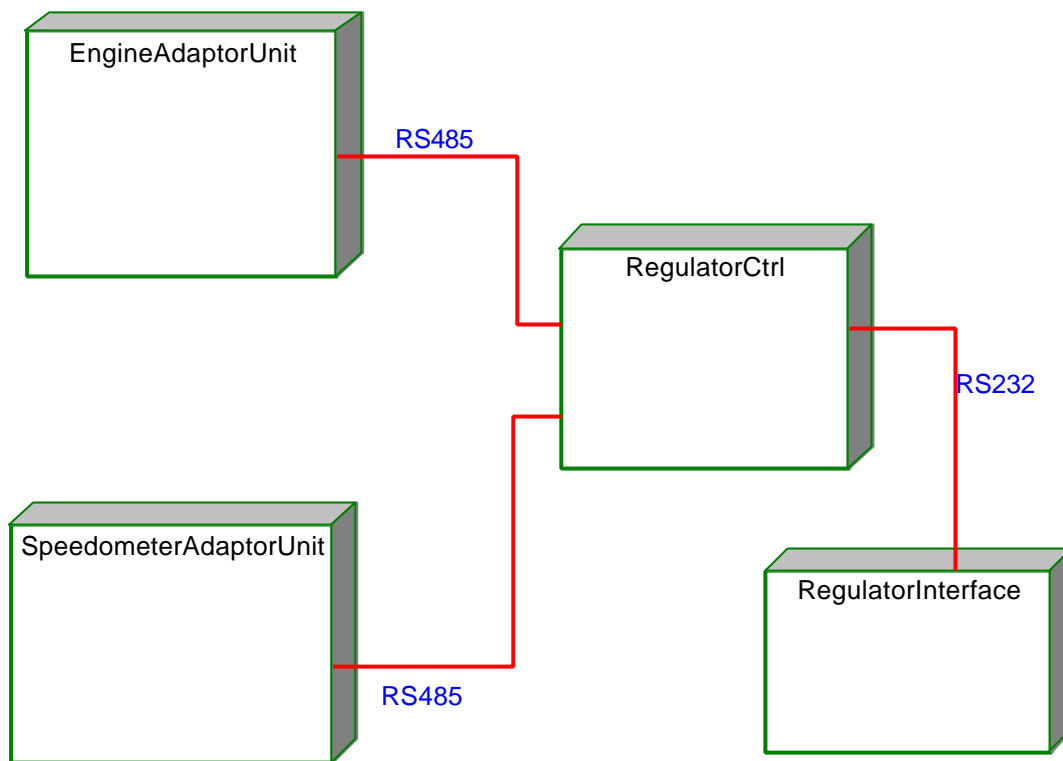 EngineAdaptorUnit
RS485
RegulatorCtrl
RS232
SpeedometerAdaptorUnit
RegulatorInterface
RS485